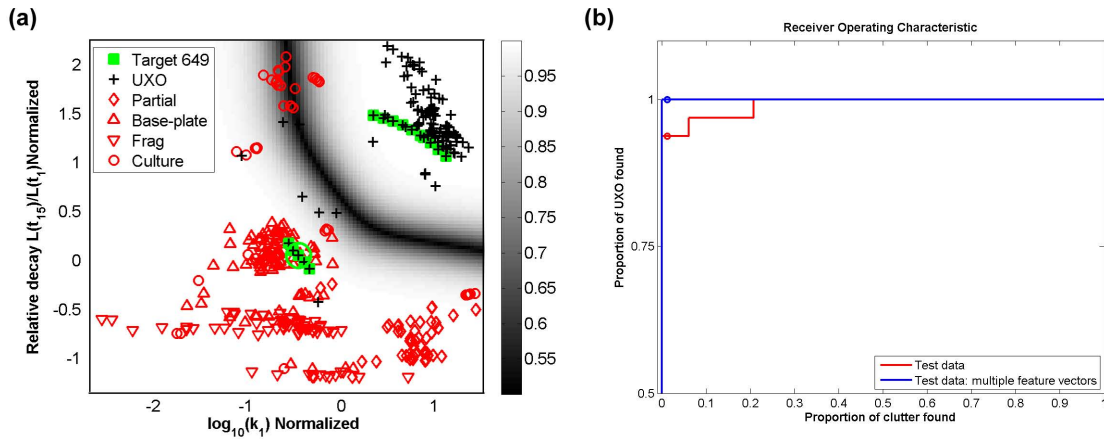 (a)
Relative decay L(t15)/L(t1)Normalized
2
1.5
1
0.5
0
-0.5
-1
Target 649
UXO
Partial
Base-plate
Frag
Culture
-2
-1
0
1
log10(k1) Normalized
0.95
0.9
0.85
0.8
0.75
0.7
0.65
0.6
0.55
(b)
Receiver Operating Characteristic
Proportion of UXO found
1
0.75
0.5
0
0.1
0.2
0.3
0.4
0.5
0.6
0.7
0.8
0.9
1
Proportion of clutter found
Test data
Test data: multiple feature vectors